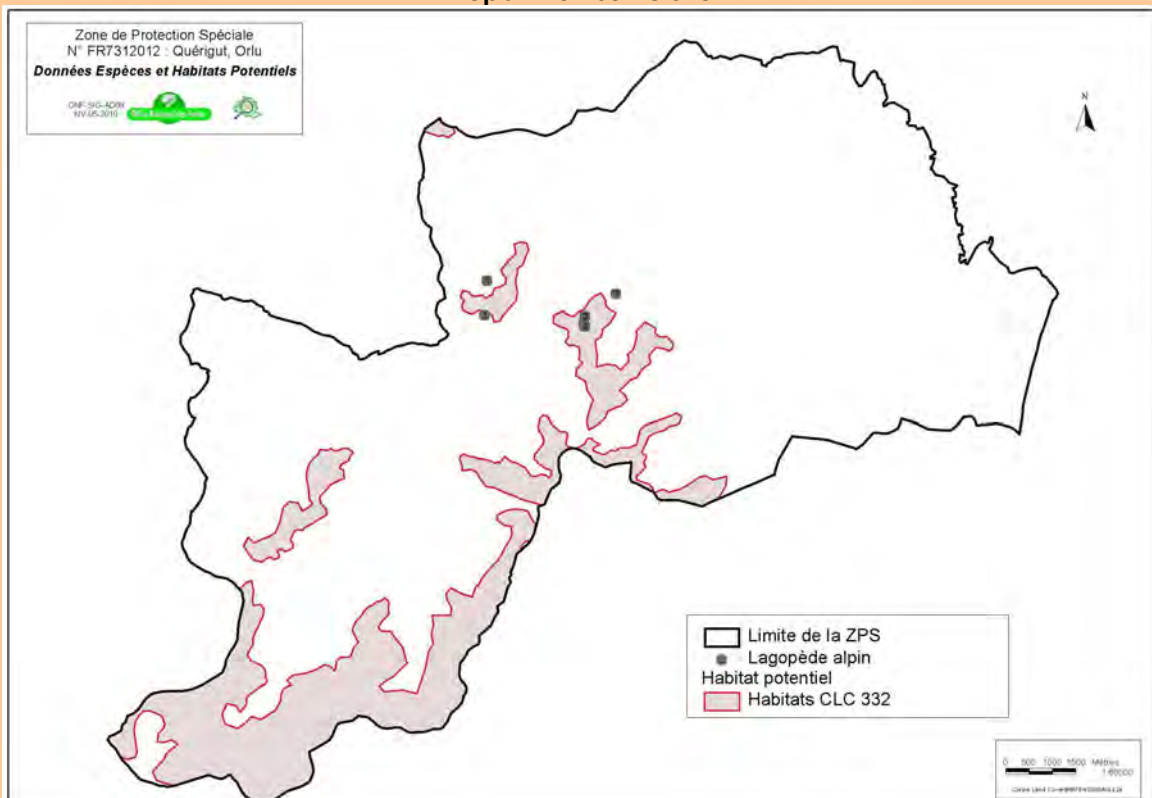 Zone de Protection Spéciale
N° FR7312012 : Quérigut, Orlu
Données Espèces et Habitats Potentiels
N
Limite de la ZPS
Lagopède alpin
Habitat potentiel
Habitats CLC 332
0 500 1000 1500 Mètres